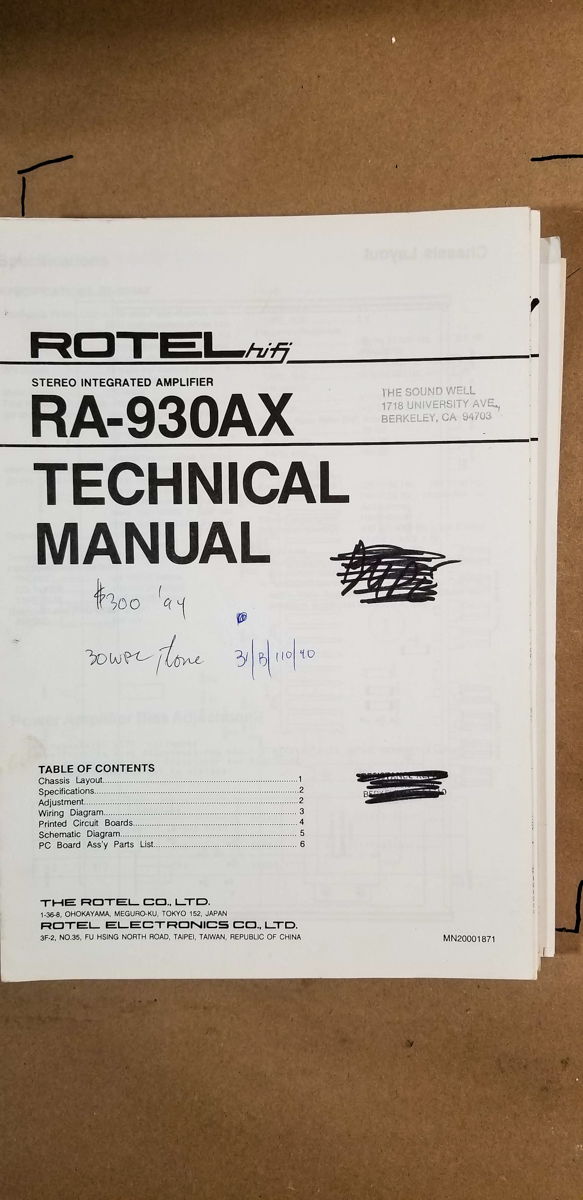 ROTEL hifi
STEREO INTEGRATED AMPLIFIER
RA-930AX
THE SOUND WELL
1718 UNIVERSITY AVE.,
BERKELEY, CA 94703
TECHNICAL
MANUAL
$300 '94
30WPC/Tone
TABLE OF CONTENTS
Chassis Layout....1
Specifications....2
Adjustment....2
Wiring Diagram....3
Printed Circuit Boards....4
Schematic Diagram....5
PC Board Ass'y Parts List....6
THE ROTEL CO., LTD.
1-36-8, OHOKAYAMA, MEGURO-KU, TOKYO 152, JAPAN
ROTEL ELECTRONICS CO., LTD.
3F-2, NO.35, FU HSING NORTH ROAD, TAIPEI, TAIWAN, REPUBLIC OF CHINA
MN20001871